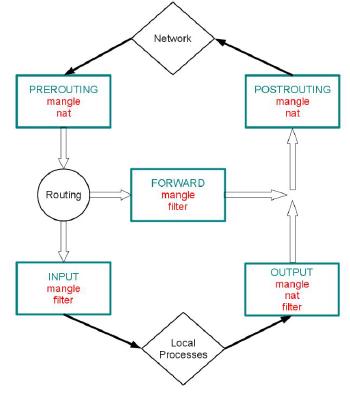 Network
PREROUTING
mangle
nat
POSTROUTING
mangle
nat
Routing
FORWARD
mangle
filter
INPUT
mangle
filter
OUTPUT
mangle
nat
filter
Local
Processes